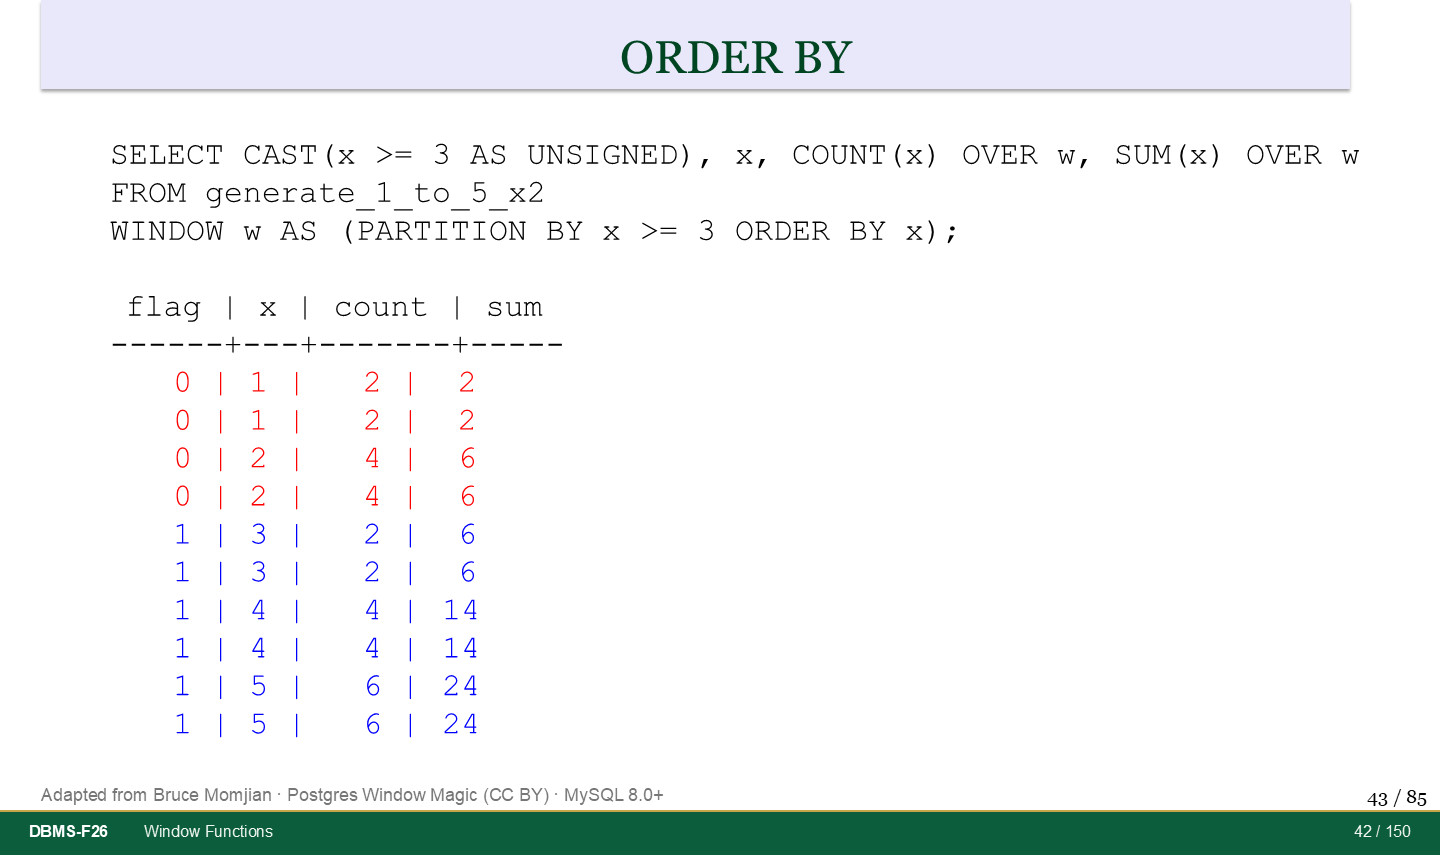 ORDER BY
SELECT CAST(x >= 3 AS UNSIGNED), x, COUNT(x) OVER w, SUM(x) OVER w
FROM generate_1_to_5_x2
WINDOW w AS (PARTITION BY x >= 3 ORDER BY x);
flag | x | count | sum
------+---+-------+-----
0 | 1 | 2 | 2
0 | 1 | 2 | 2
0 | 2 | 4 | 6
0 | 2 | 4 | 6
1 | 3 | 2 | 6
1 | 3 | 2 | 6
1 | 4 | 4 | 14
1 | 4 | 4 | 14
1 | 5 | 6 | 24
1 | 5 | 6 | 24
Adapted from Bruce Momjian · Postgres Window Magic (CC BY) · MySQL 8.0+
43 / 85
DBMS-F26 Window Functions 42 / 150